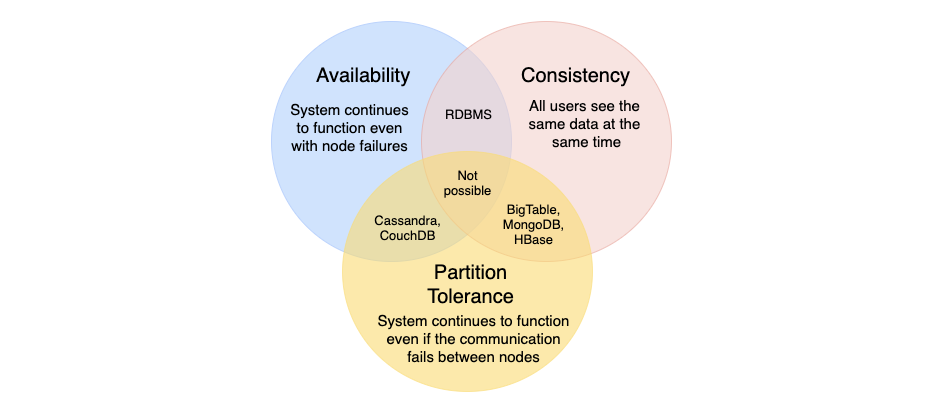 Availability
System continues
to function even
with node failures
RDBMS
Consistency
All users see the
same data at the
same time
Not
possible
Cassandra,
CouchDB
BigTable,
MongoDB,
HBase
Partition
Tolerance
System continues to function
even if the communication
fails between nodes